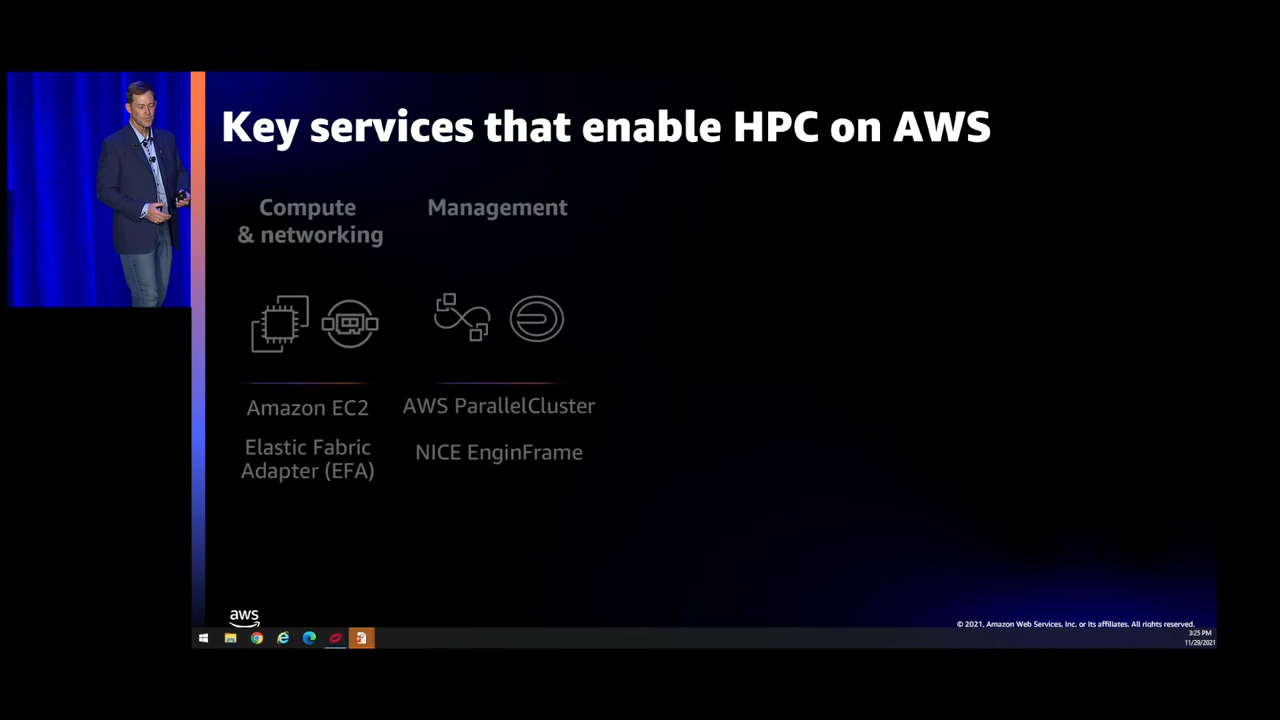 Key services that enable HPC on AWS
Compute
& networking
Management
Amazon EC2
Elastic Fabric
Adapter (EFA)
AWS ParallelCluster
NICE EnginFrame
aws
© 2021, Amazon Web Services, Inc. or its affiliates. All rights reserved.
3:25 PM
11/29/2021